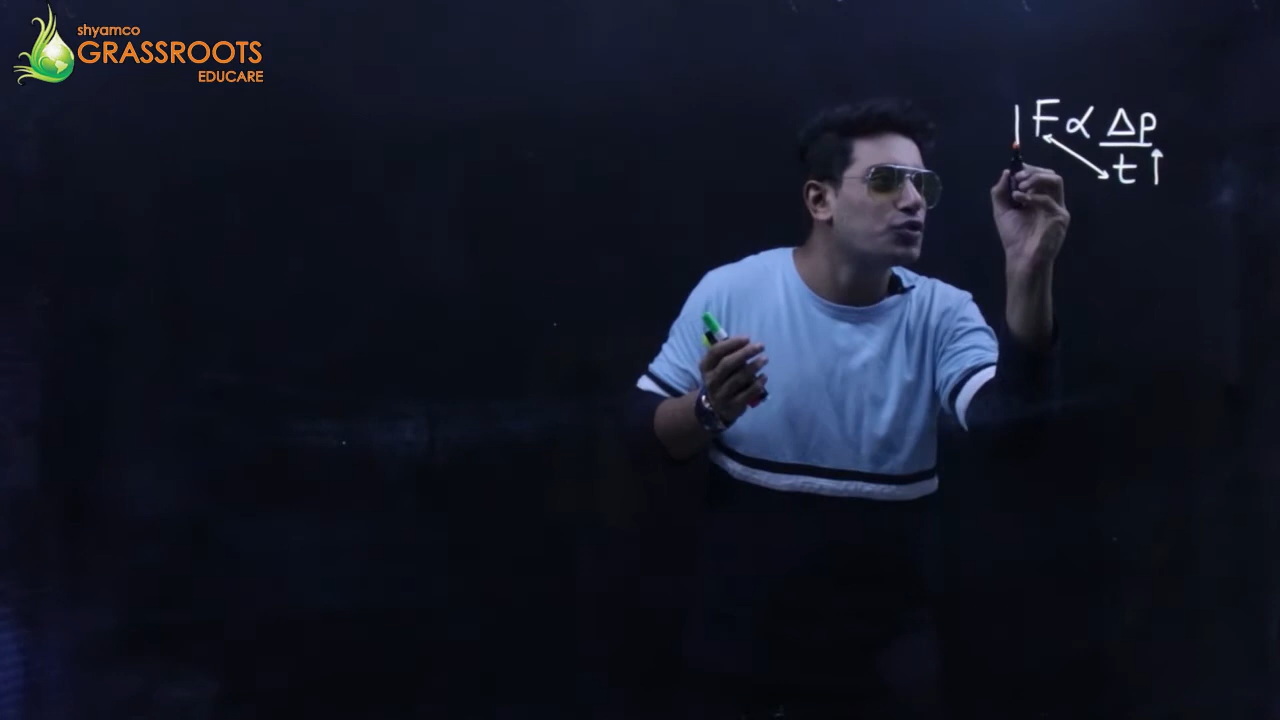 shyamco
GRASSROOTS
EDUCARE
F ∝ Δp
t ↑